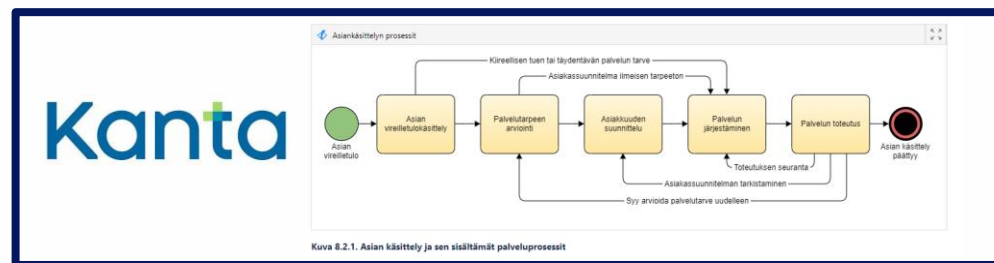 Kanta
Asiankäsittelyn prosessit
Kiireellisen tuen tai täydentävän palvelun tarve
Asiakassuunnitelma ilmeisen tarpeeton
Asian
vireilletulokäsittely
Palvelutarpeen
arviointi
Asiakkuuden
suunnittelu
Palvelun
järjestäminen
Palvelun toteutus
Asian
vireilletulo
Asian käsittely
päättyy
Toteutuksen seuranta
Asiakassuunnitelman tarkistaminen
Syy arvioida palvelutarve uudelleen
Kuva 8.2.1. Asian käsittely ja sen sisältämät palveluprosessit